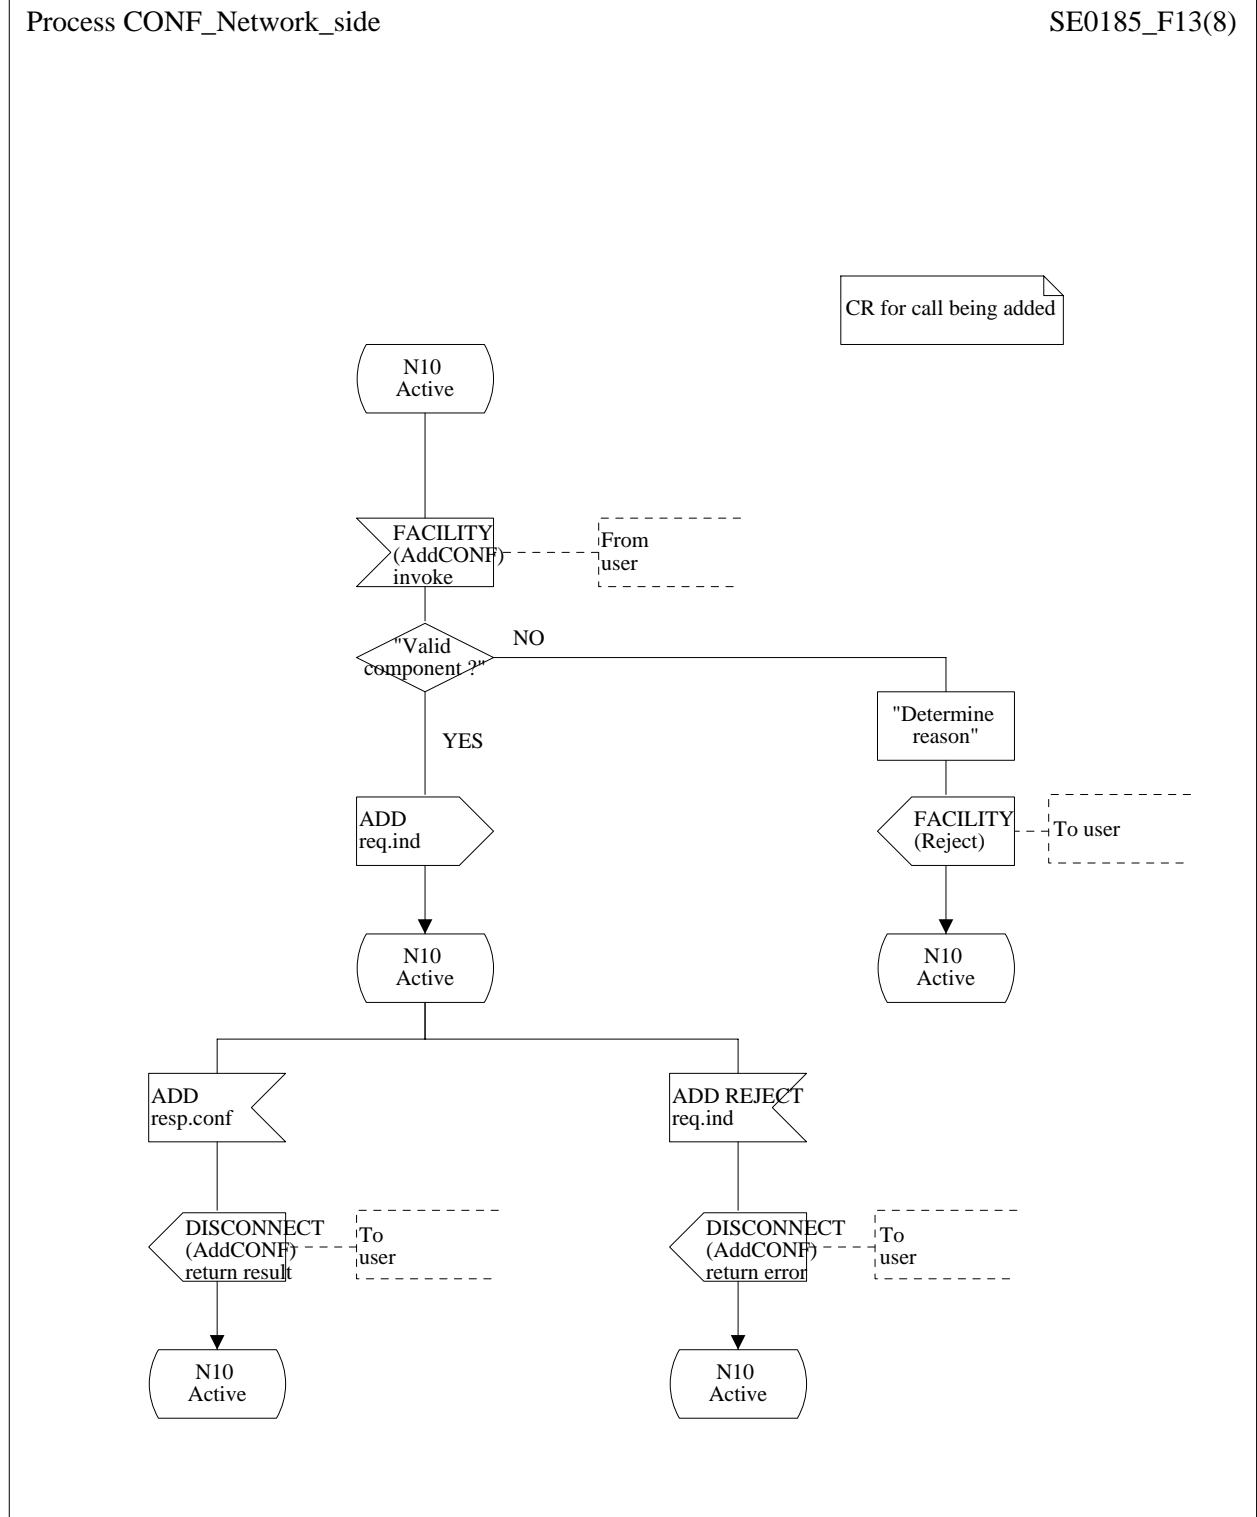 Process CONF_Network_side
SE0185_F13(8)
CR for call being added
N10
Active
FACILITY
(AddCONF)
invoke
From
user
"Valid
component ?"
NO
YES
"Determine
reason"
ADD
req.ind
FACILITY
(Reject)
To user
N10
Active
N10
Active
ADD
resp.conf
ADD REJECT
req.ind
DISCONNECT
(AddCONF)
return result
To
user
DISCONNECT
(AddCONF)
return error
To
user
N10
Active
N10
Active